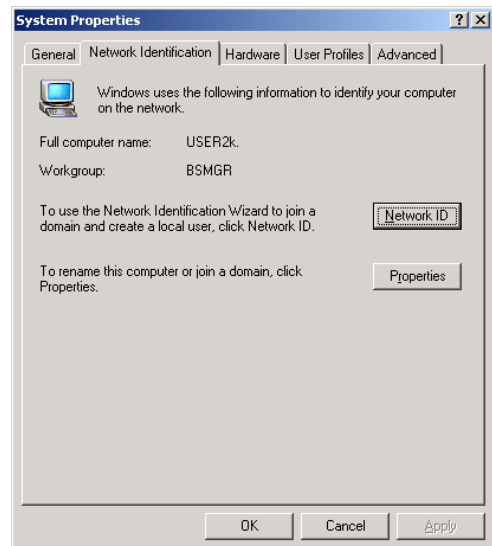 System Properties
? X
General Network Identification Hardware User Profiles Advanced
Windows uses the following information to identify your computer
on the network.
Full computer name: USER2k.
Workgroup: BSMGR
To use the Network Identification Wizard to join a
domain and create a local user, click Network ID.
Network ID
To rename this computer or join a domain, click
Properties.
Properties
OK Cancel Apply